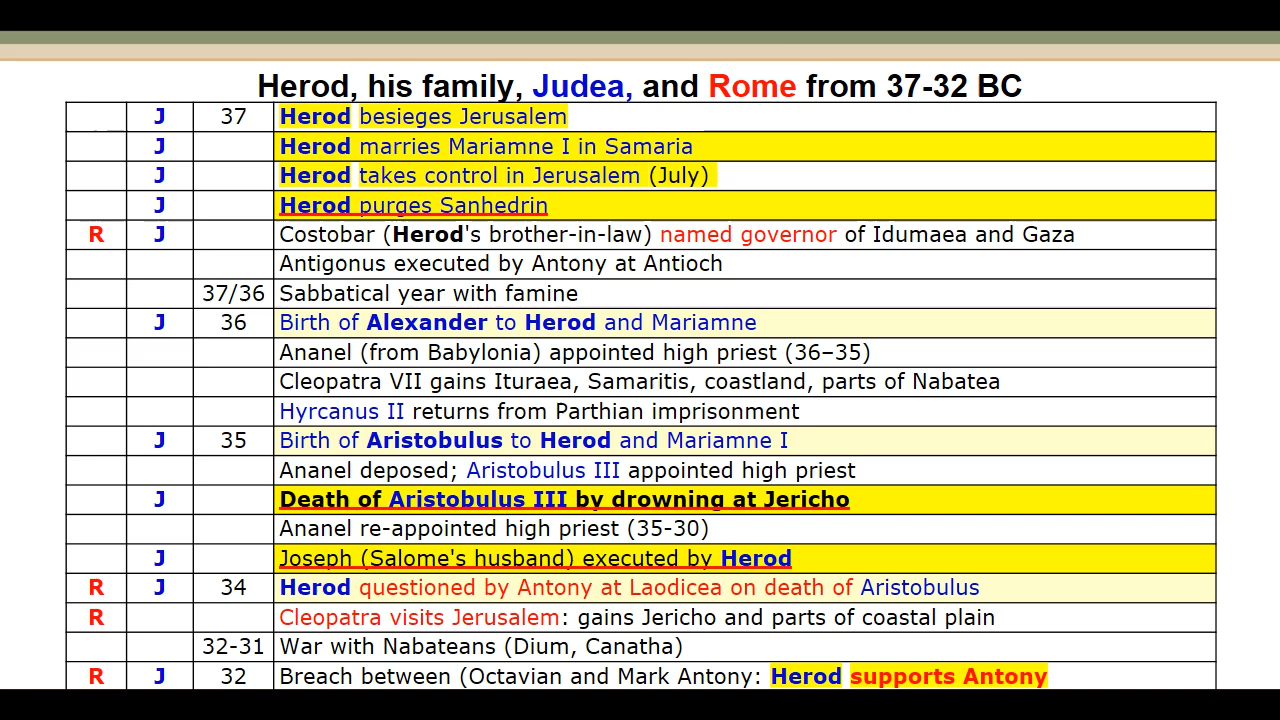 Herod, his family, Judea, and Rome from 37-32 BC
J 37 Herod besieges Jerusalem
J Herod marries Mariamne I in Samaria
J Herod takes control in Jerusalem (July)
J Herod purges Sanhedrin
R J Costobar (Herod's brother-in-law) named governor of Idumaea and Gaza
Antigonus executed by Antony at Antioch
37/36 Sabbatical year with famine
J 36 Birth of Alexander to Herod and Mariamne
Ananel (from Babylonia) appointed high priest (36–35)
Cleopatra VII gains Ituraea, Samaritis, coastland, parts of Nabatea
Hyrcanus II returns from Parthian imprisonment
J 35 Birth of Aristobulus to Herod and Mariamne I
Ananel deposed; Aristobulus III appointed high priest
J Death of Aristobulus III by drowning at Jericho
Ananel re-appointed high priest (35-30)
J Joseph (Salome's husband) executed by Herod
R J 34 Herod questioned by Antony at Laodicea on death of Aristobulus
R Cleopatra visits Jerusalem: gains Jericho and parts of coastal plain
32-31 War with Nabateans (Dium, Canatha)
R J 32 Breach between (Octavian and Mark Antony: Herod supports Antony